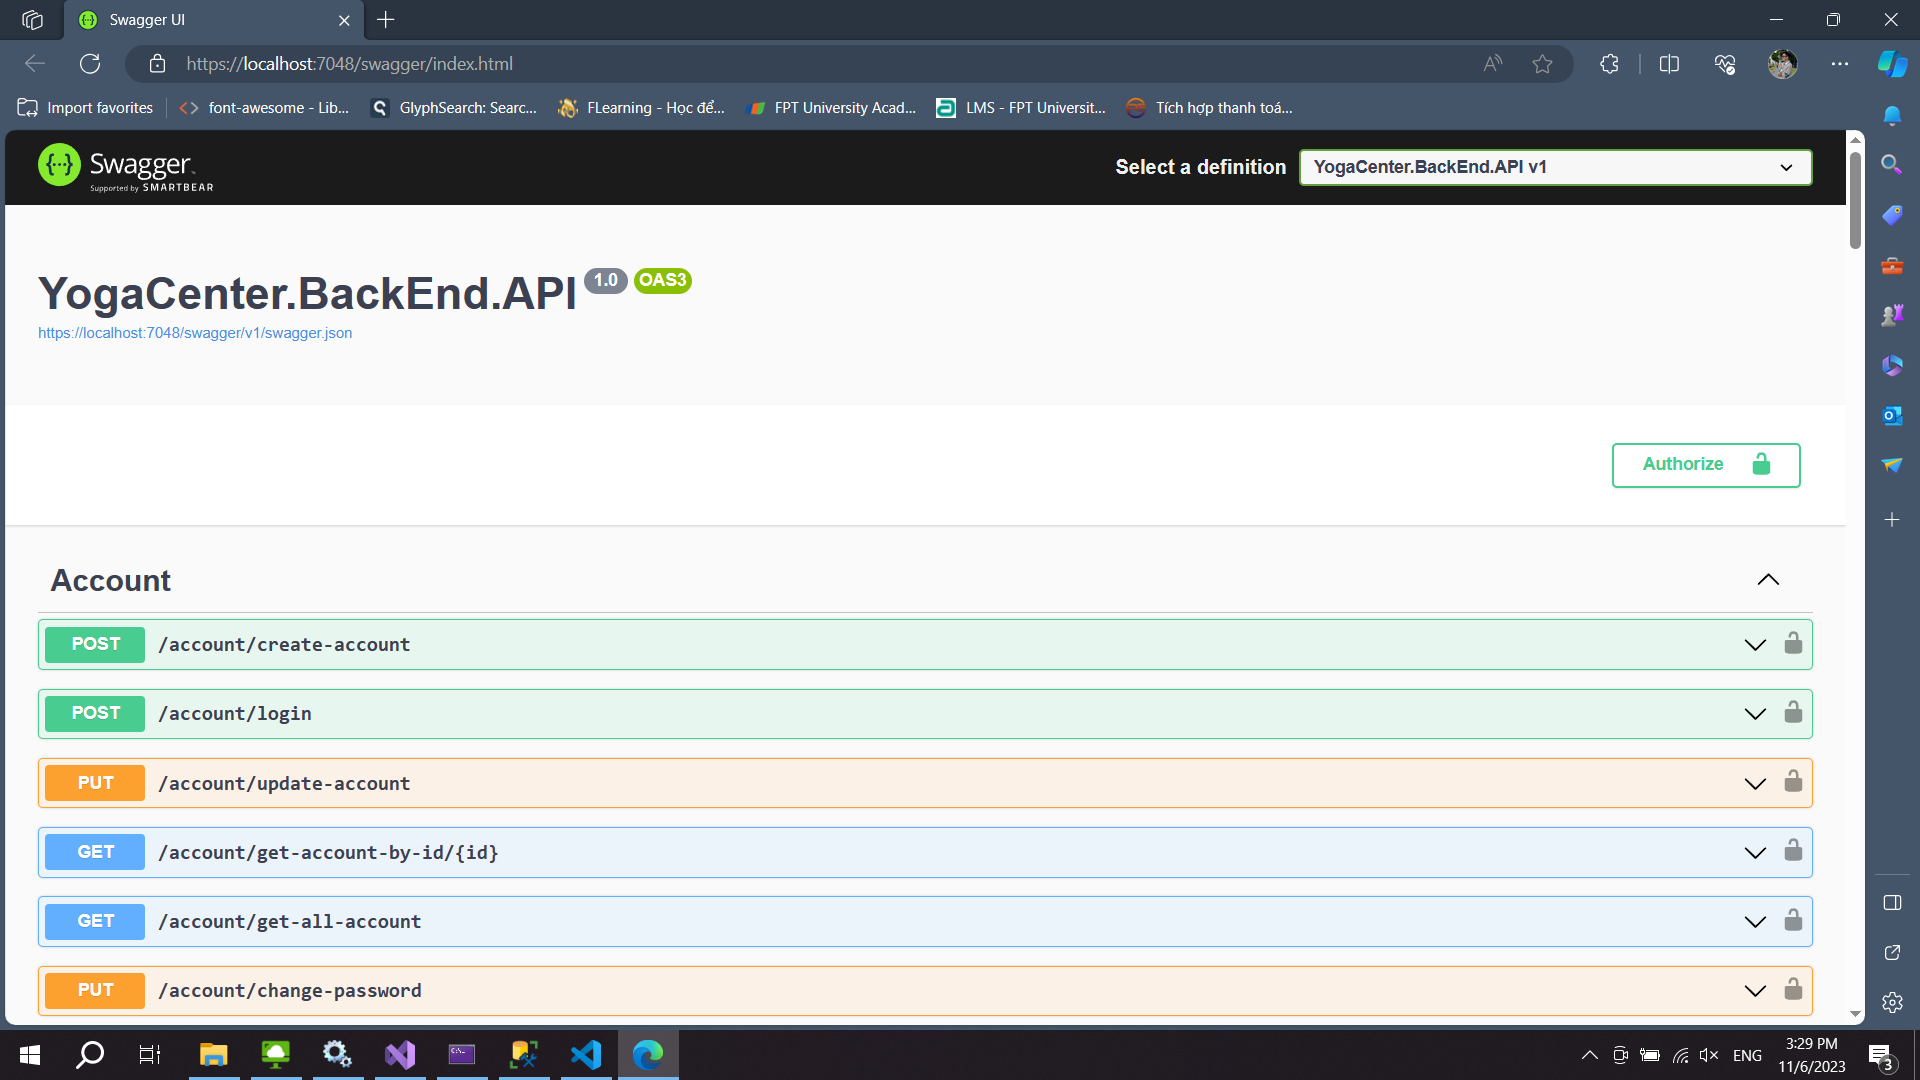 Swagger UI
https://localhost:7048/swagger/index.html
Import favorites
font-awesome - Lib...
GlyphSearch: Searc...
FLearning - Học để...
FPT University Acad...
LMS - FPT Universit...
Tích hợp thanh toá...
Swagger
Supported by SMARTBEAR
Select a definition
YogaCenter.BackEnd.API v1
YogaCenter.BackEnd.API 1.0 OAS3
https://localhost:7048/swagger/v1/swagger.json
Authorize
Account
POST /account/create-account
POST /account/login
PUT /account/update-account
GET /account/get-account-by-id/{id}
GET /account/get-all-account
PUT /account/change-password
ENG
3:29 PM
11/6/2023
3